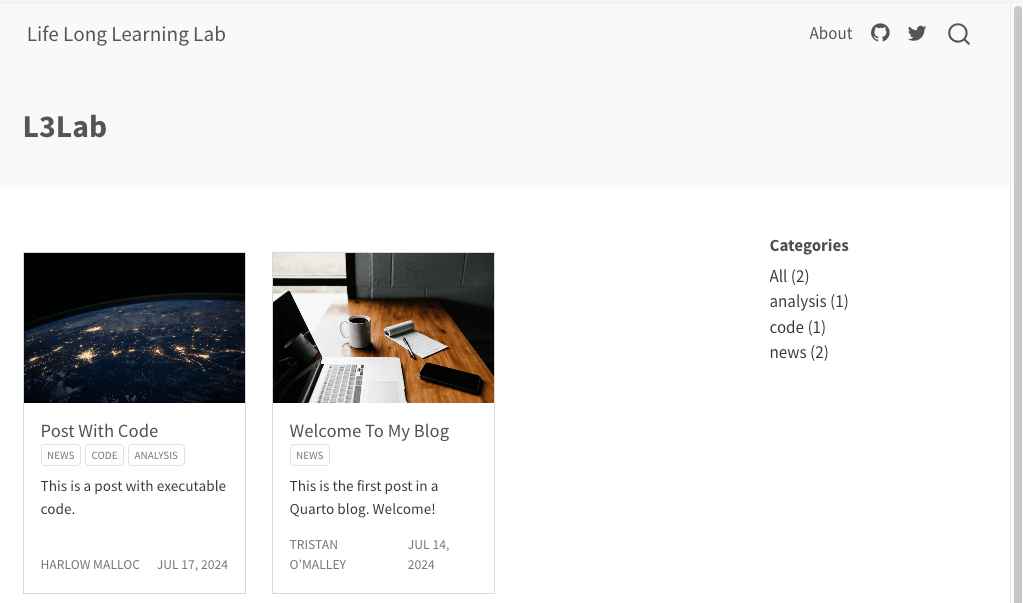 Life Long Learning Lab
About
L3Lab
Post With Code
NEWS CODE ANALYSIS
This is a post with executable
code.
HARLOW MALLOC JUL 17, 2024
Welcome To My Blog
NEWS
This is the first post in a
Quarto blog. Welcome!
TRISTAN JUL 14,
O'MALLEY 2024
Categories
All (2)
analysis (1)
code (1)
news (2)